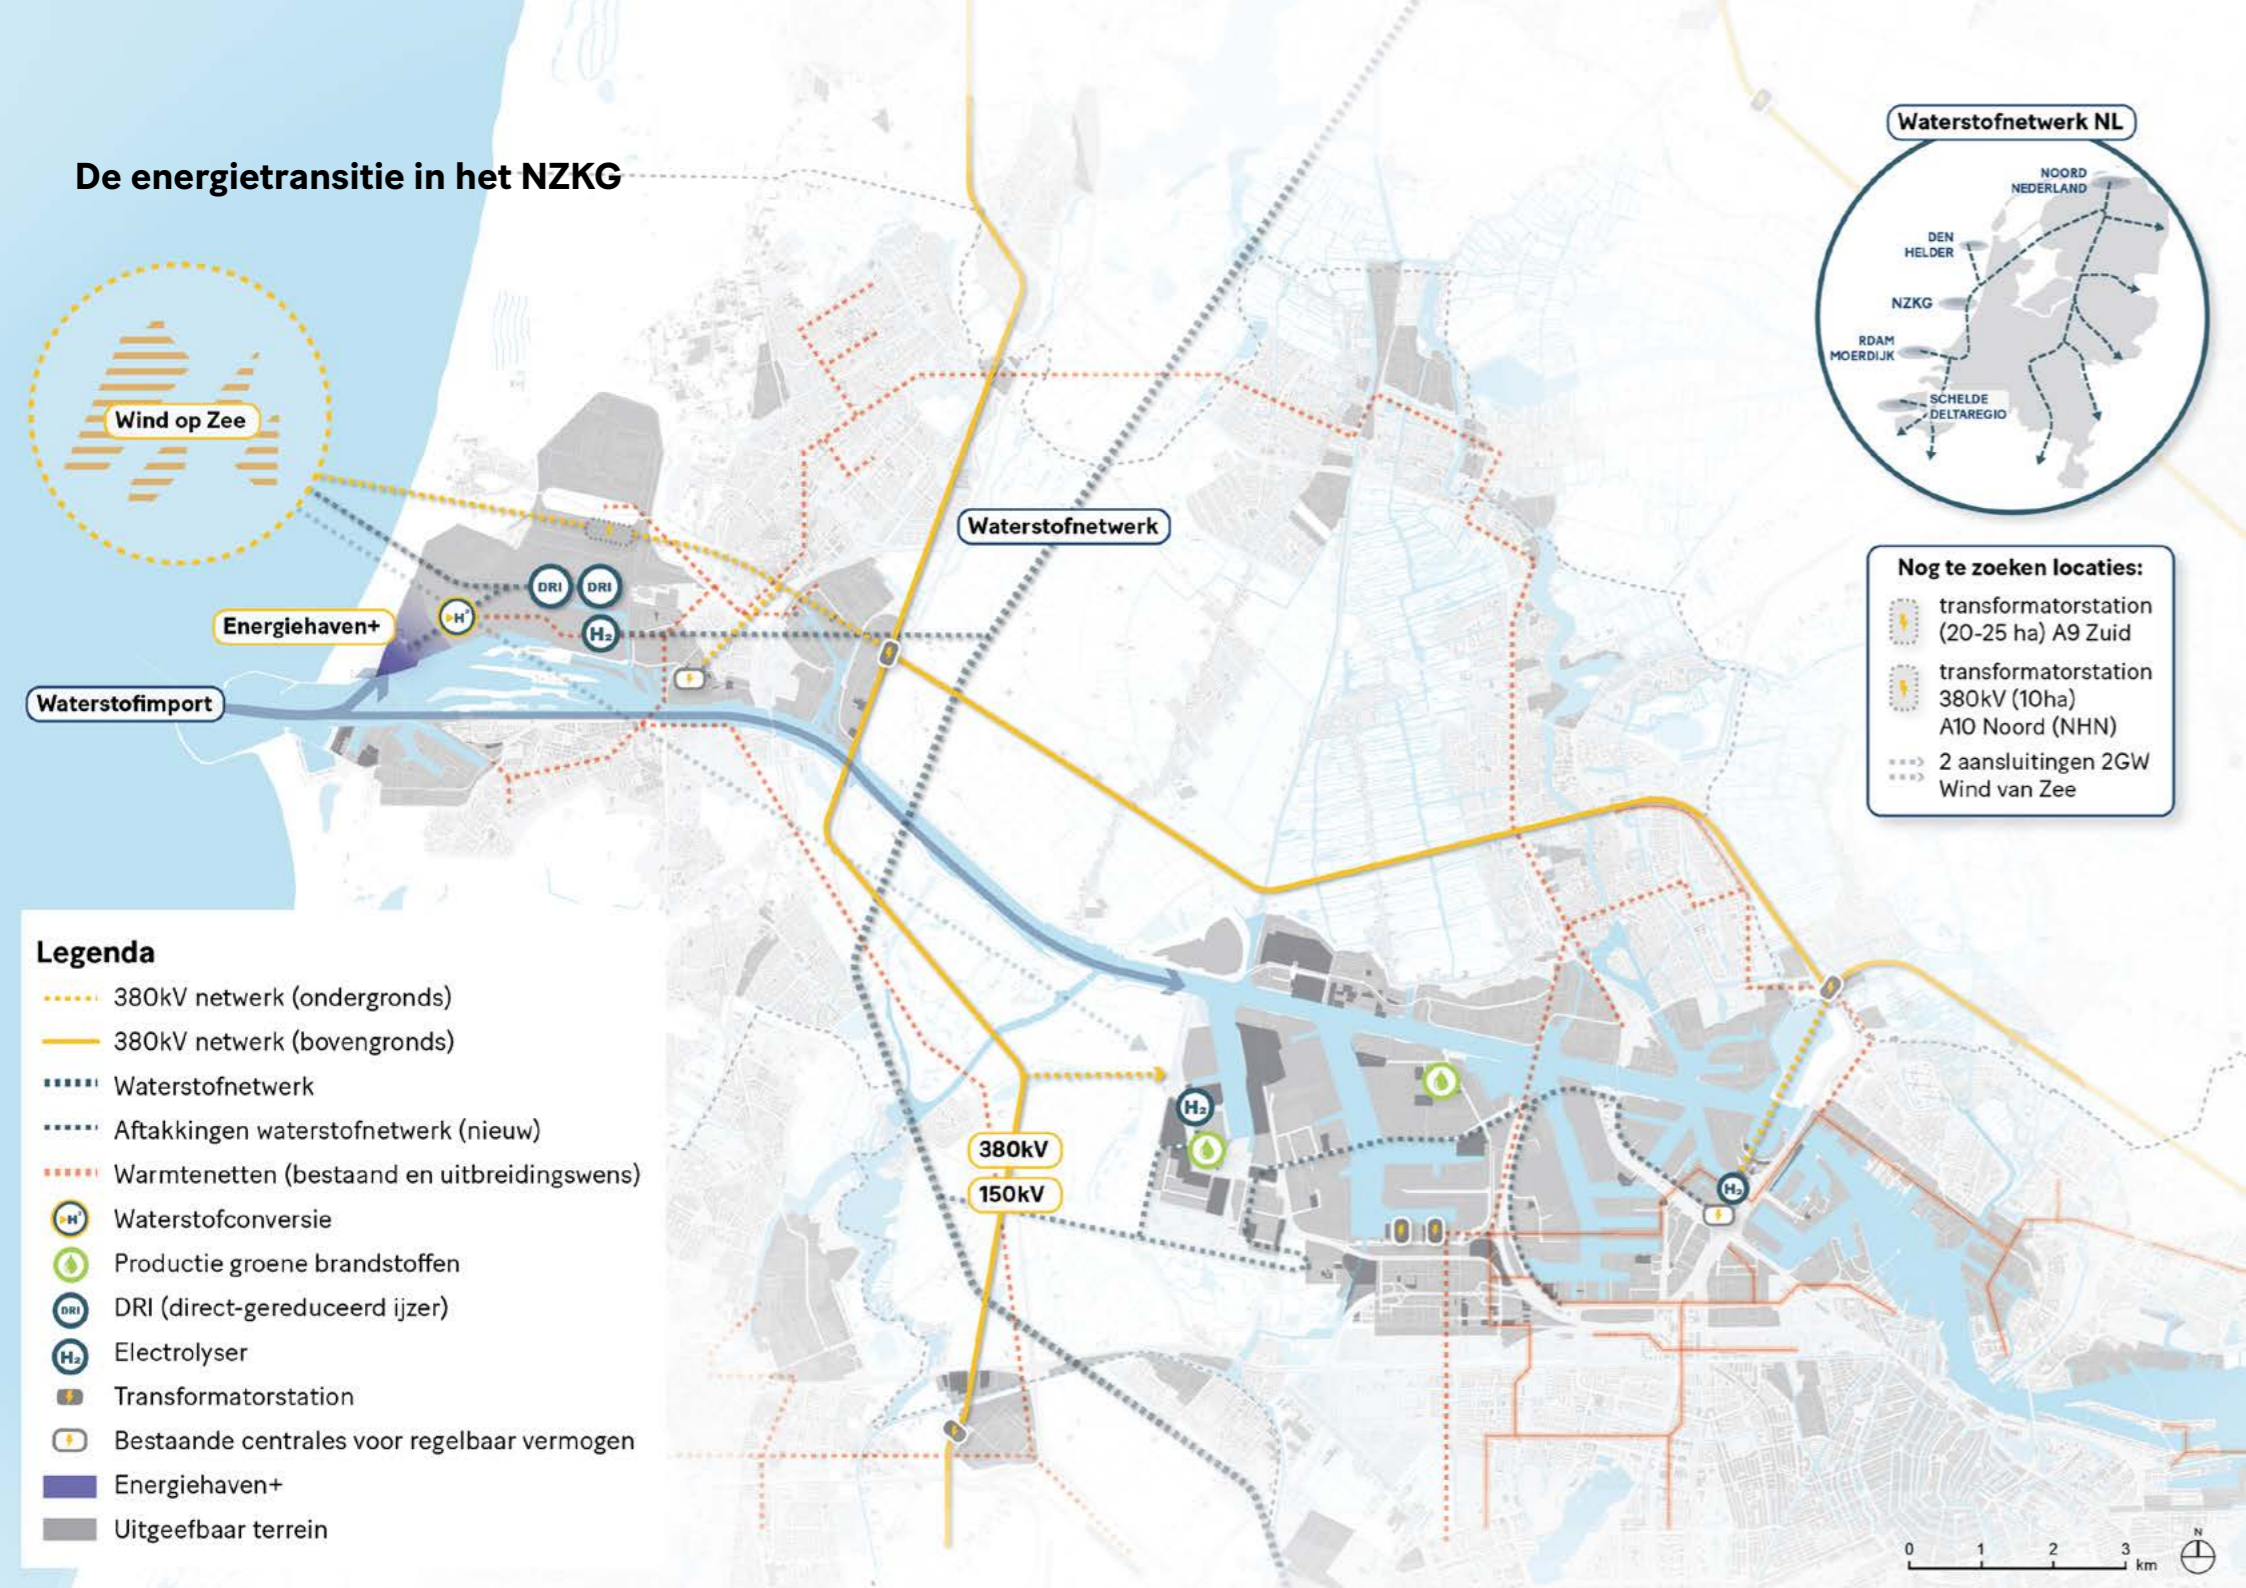 De energietransitie in het NZKG
Waterstofnetwerk NL
NOORD
NEDERLAND
DEN
HELDER
NZKG
RDAM
MOERDIJK
SCHELDE
DELTAREGIO
Wind op Zee
Waterstofnetwerk
DRI
DRI
H₂
H²
Energiehaven+
Waterstofimport
Nog te zoeken locaties:
transformatorstation
(20-25 ha) A9 Zuid
transformatorstation
380kV (10ha)
A10 Noord (NHN)
2 aansluitingen 2GW
Wind van Zee
H₂
380kV
150kV
H₂
Legenda
380kV netwerk (ondergronds)
380kV netwerk (bovengronds)
Waterstofnetwerk
Aftakkingen waterstofnetwerk (nieuw)
Warmtenetten (bestaand en uitbreidingswens)
H² Waterstofconversie
Productie groene brandstoffen
DRI DRI (direct-gereduceerd ijzer)
H₂ Electrolyser
Transformatorstation
Bestaande centrales voor regelbaar vermogen
Energiehaven+
Uitgeefbaar terrein
0 1 2 3
km
N